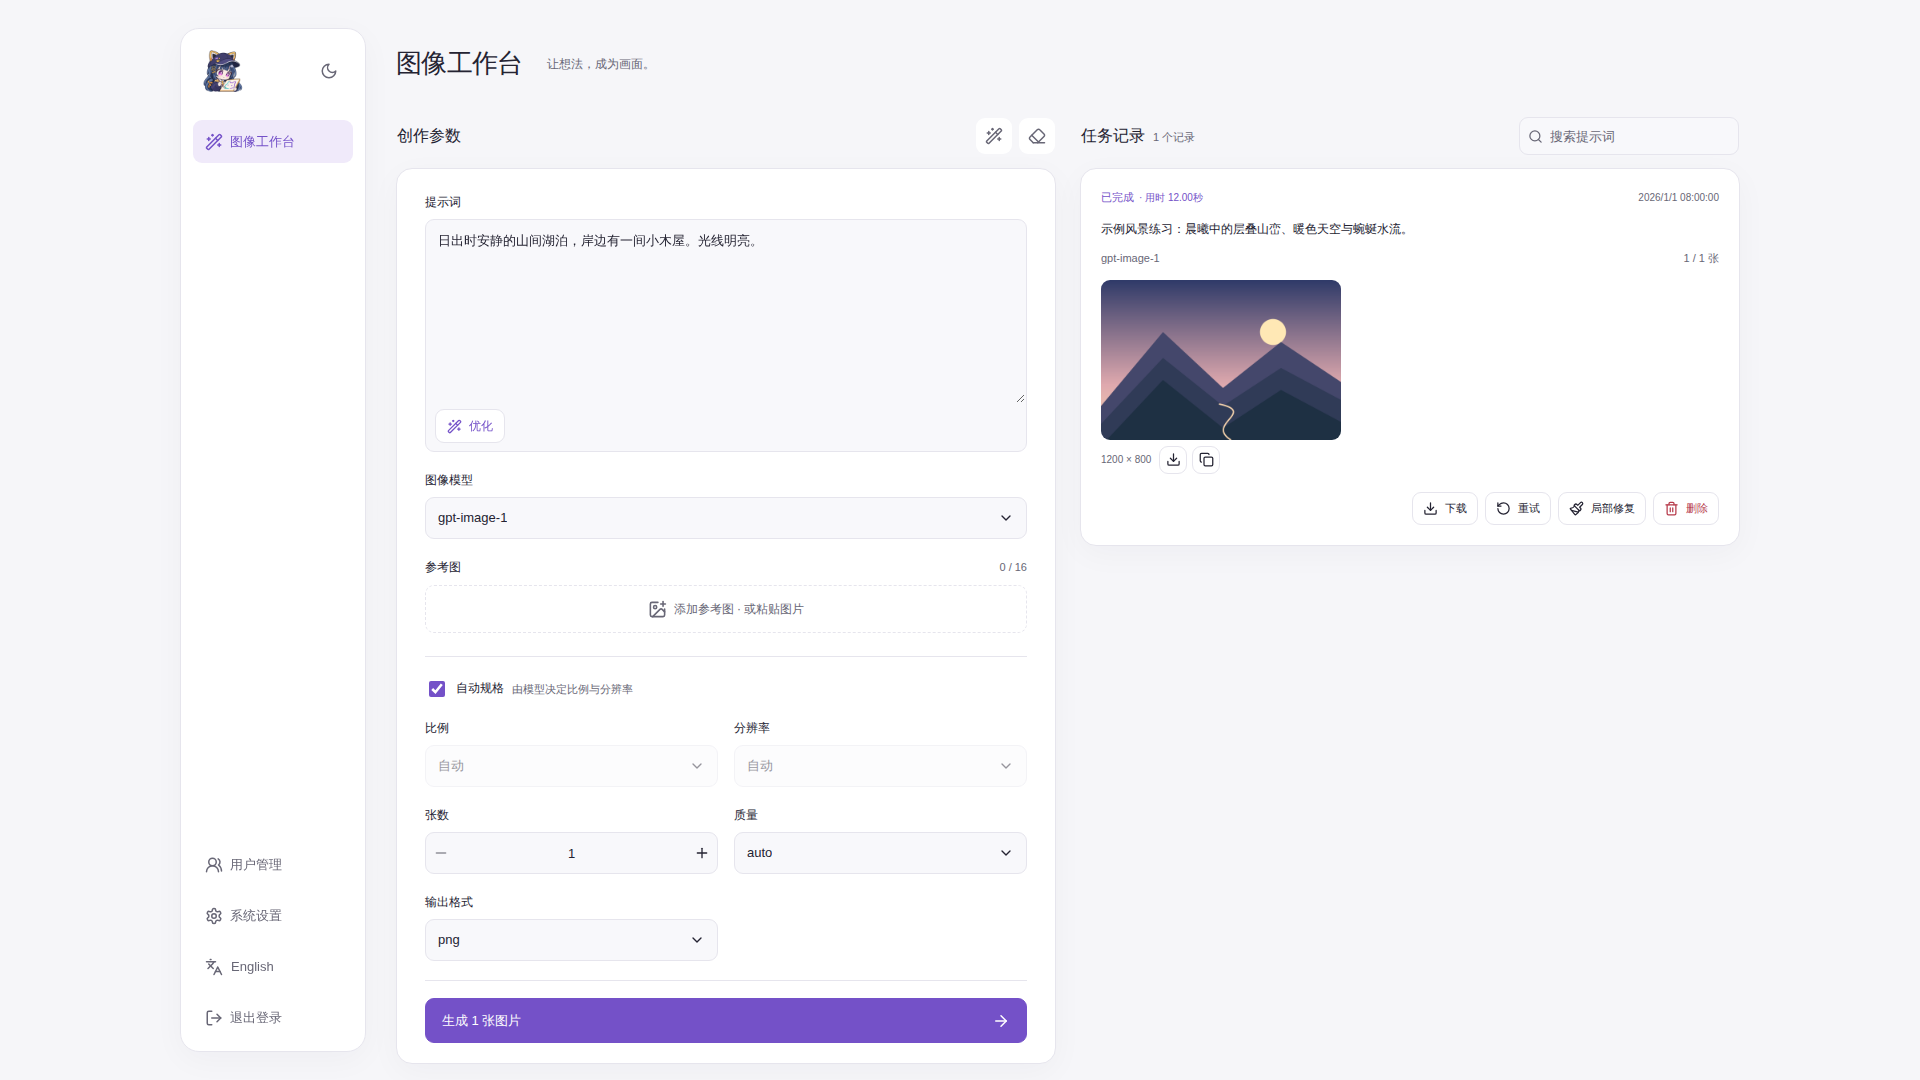 图像工作台
用户管理
系统设置
English
退出登录
图像工作台
让想法，成为画面。
创作参数
提示词
日出时安静的山间湖泊，岸边有一间小木屋。光线明亮。
优化
图像模型
gpt-image-1
参考图
0 / 16
添加参考图 · 或粘贴图片
自动规格
由模型决定比例与分辨率
比例
分辨率
自动
自动
张数
质量
1
auto
输出格式
png
生成 1 张图片
任务记录
1 个记录
搜索提示词
已完成 · 用时 12.00秒
2026/1/1 08:00:00
示例风景练习：晨曦中的层叠山峦、暖色天空与蜿蜒水流。
gpt-image-1
1 / 1 张
1200 × 800
下载
重试
局部修复
删除